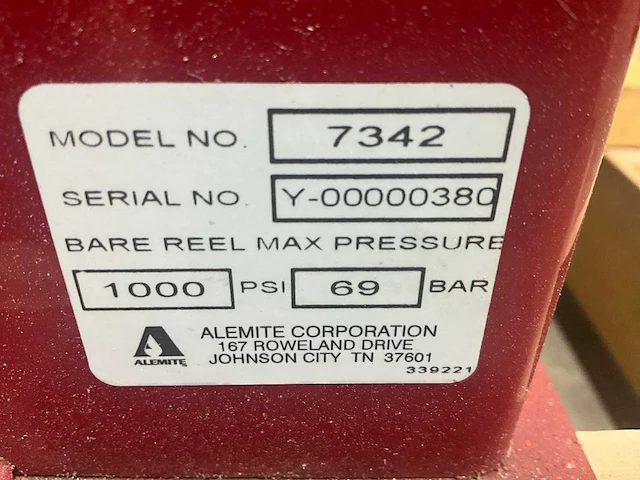 MODEL NO. 7342
SERIAL NO. Y-00000380
BARE REEL MAX PRESSURE
1000 PSI 69 BAR
ALEMITE
ALEMITE CORPORATION
167 ROWELAND DRIVE
JOHNSON CITY TN 37601
339221